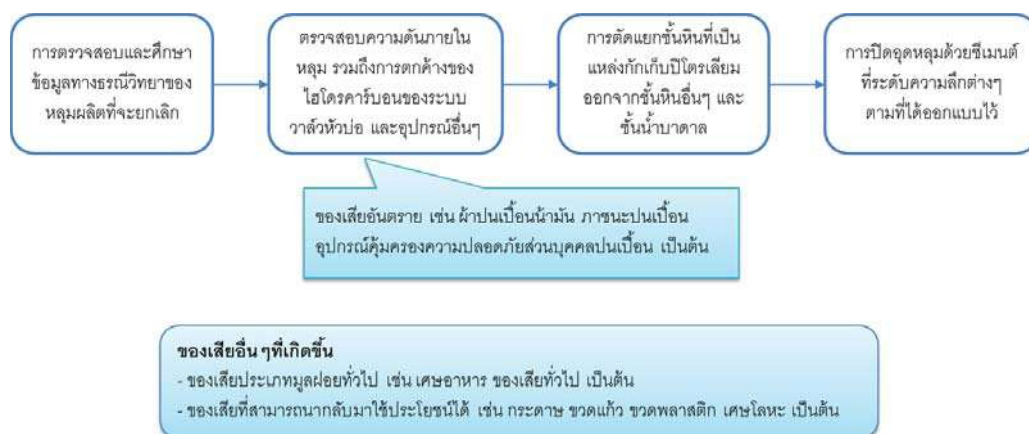 การตรวจสอบและศึกษา
ข้อมูลทางธรณีวิทยาของ
หลุมผลิตที่จะยกเลิก
ตรวจสอบความดันภายใน
หลุม รวมถึงการตกค้างของ
ไฮโดรคาร์บอนของระบบ
วาล์วหัวบ่อ และอุปกรณ์อื่นๆ
การตัดแยกชั้นหินที่เป็น
แหล่งกักเก็บปิโตรเลียม
ออกจากชั้นหินอื่นๆ และ
ชั้นน้ำบาดาล
การปิดอุดหลุมด้วยซีเมนต์
ที่ระดับความลึกต่างๆ
ตามที่ได้ออกแบบไว้
ของเสียอันตราย เช่น ผ้าปนเปื้อนน้ามัน ภาชนะปนเปื้อน
อุปกรณ์คุ้มครองความปลอดภัยส่วนบุคคลปนเปื้อน เป็นต้น
ของเสียอื่นๆที่เกิดขึ้น
- ของเสียประเภทมูลฝอยทั่วไป เช่น เศษอาหาร ของเสียทั่วไป เป็นต้น
- ของเสียที่สามารถนากลับมาใช้ประโยชน์ได้ เช่น กระดาษ ขวดแก้ว ขวดพลาสติก เศษโลหะ เป็นต้น